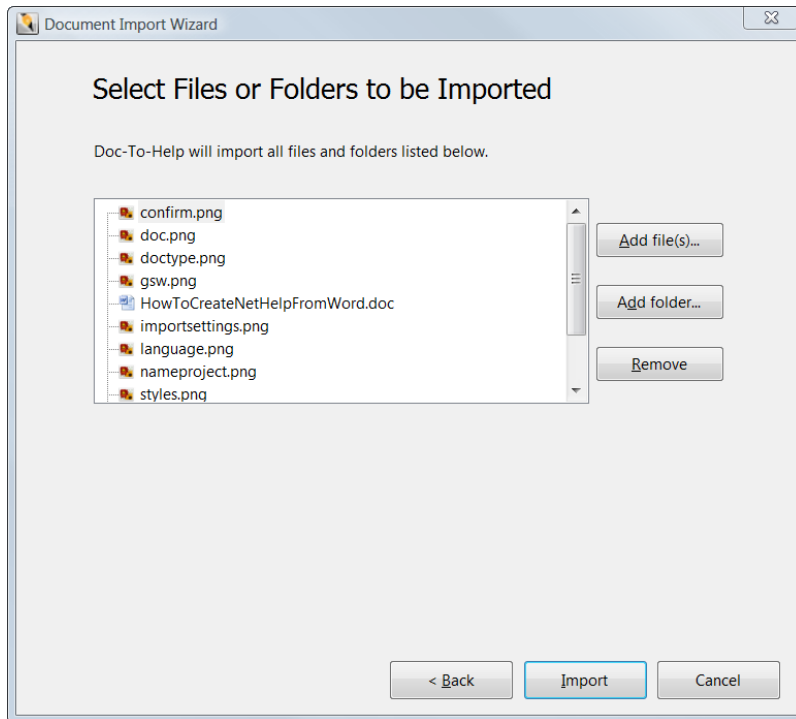 Document Import Wizard
Select Files or Folders to be Imported
Doc-To-Help will import all files and folders listed below.
confirm.png
doc.png
doctype.png
gsw.png
HowToCreateNetHelpFromWord.doc
importsettings.png
language.png
nameproject.png
styles.png
Add file(s)...
Add folder...
Remove
< Back
Import
Cancel